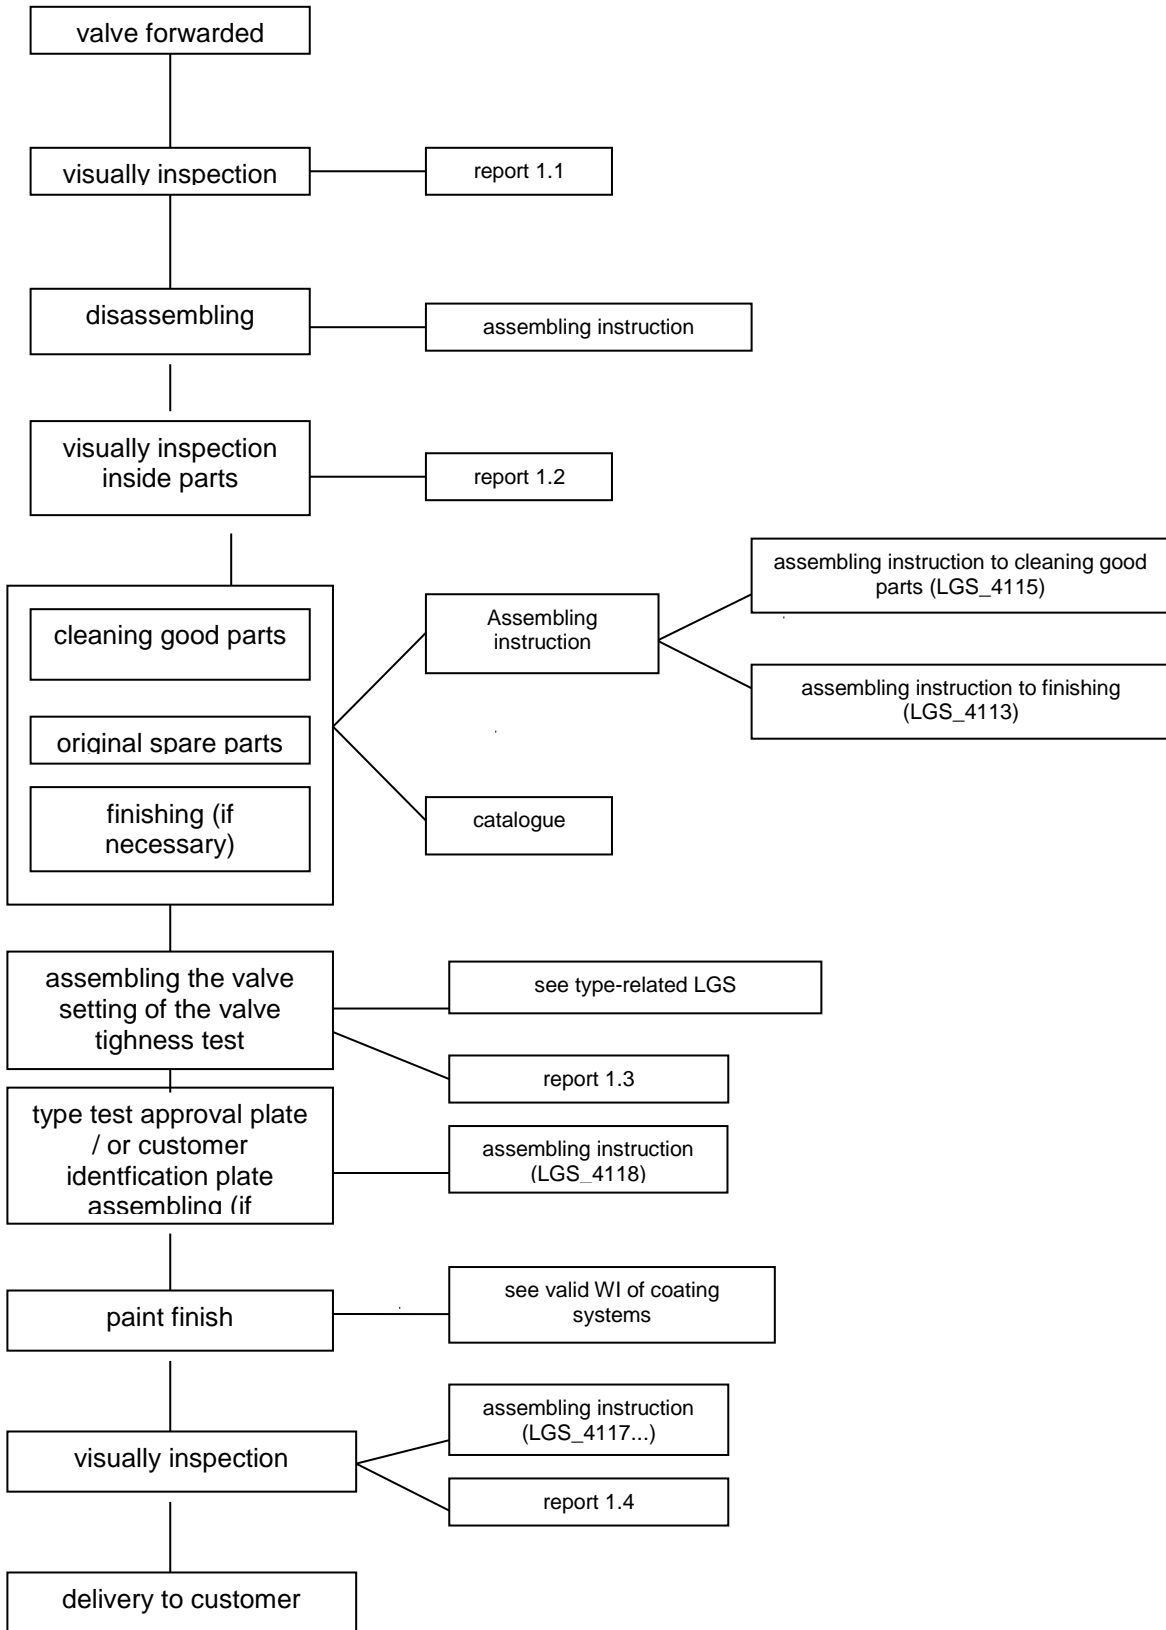 valve forwarded
visually inspection
report 1.1
disassembling
assembling instruction
visually inspection
inside parts
report 1.2
assembling instruction to cleaning good
parts (LGS_4115)
cleaning good parts
Assembling
instruction
assembling instruction to finishing
(LGS_4113)
original spare parts
finishing (if
necessary)
catalogue
assembling the valve
setting of the valve
tighness test
see type-related LGS
report 1.3
type test approval plate
/ or customer
identfication plate
assembling (if
assembling instruction
(LGS_4118)
paint finish
see valid WI of coating
systems
assembling instruction
(LGS_4117...)
visually inspection
report 1.4
delivery to customer